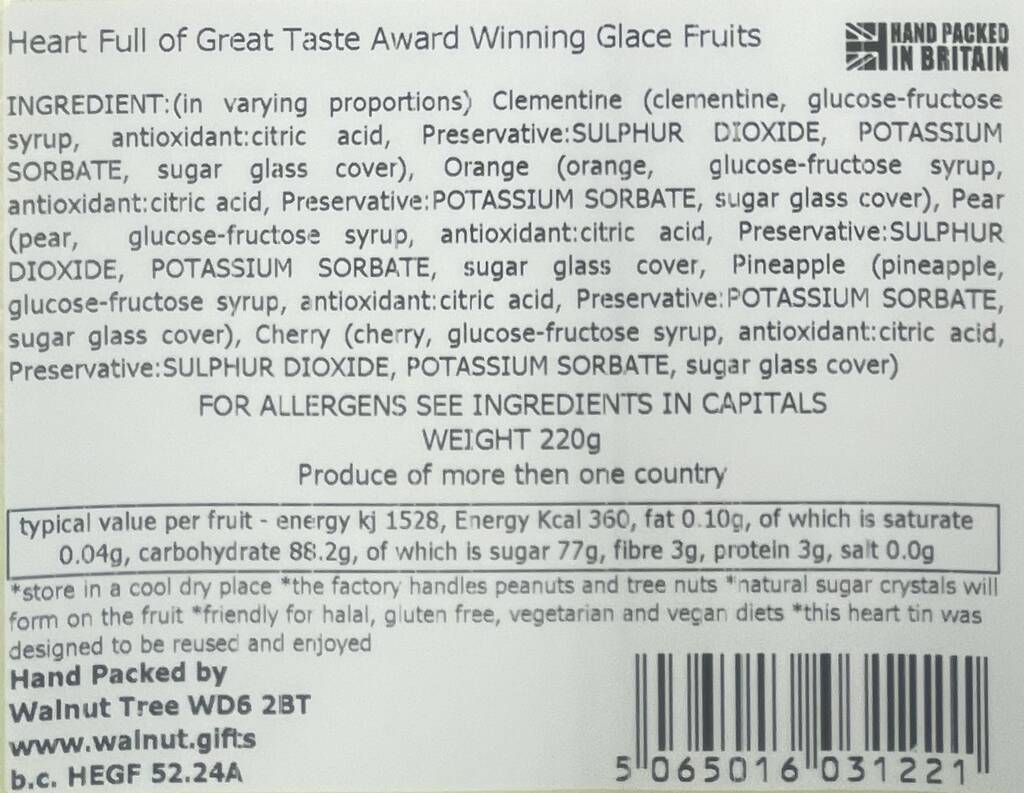 Heart Full of Great Taste Award Winning Glace Fruits
HAND PACKED
IN BRITAIN
INGREDIENT:(in varying proportions) Clementine (clementine, glucose-fructose
syrup, antioxidant:citric acid, Preservative:SULPHUR DIOXIDE, POTASSIUM
SORBATE, sugar glass cover), Orange (orange, glucose-fructose syrup,
antioxidant:citric acid, Preservative:POTASSIUM SORBATE, sugar glass cover), Pear
(pear, glucose-fructose syrup, antioxidant:citric acid, Preservative:SULPHUR
DIOXIDE, POTASSIUM SORBATE, sugar glass cover, Pineapple (pineapple,
glucose-fructose syrup, antioxidant:citric acid, Preservative:POTASSIUM SORBATE,
sugar glass cover), Cherry (cherry, glucose-fructose syrup, antioxidant:citric acid,
Preservative:SULPHUR DIOXIDE, POTASSIUM SORBATE, sugar glass cover)
FOR ALLERGENS SEE INGREDIENTS IN CAPITALS
WEIGHT 220g
Produce of more then one country
typical value per fruit - energy kj 1528, Energy Kcal 360, fat 0.10g, of which is saturate
0.04g, carbohydrate 88.2g, of which is sugar 77g, fibre 3g, protein 3g, salt 0.0g
*store in a cool dry place *the factory handles peanuts and tree nuts *natural sugar crystals will
form on the fruit *friendly for halal, gluten free, vegetarian and vegan diets *this heart tin was
designed to be reused and enjoyed
Hand Packed by
Walnut Tree WD6 2BT
www.walnut.gifts
b.c. HEGF 52.24A
5 065016 031221